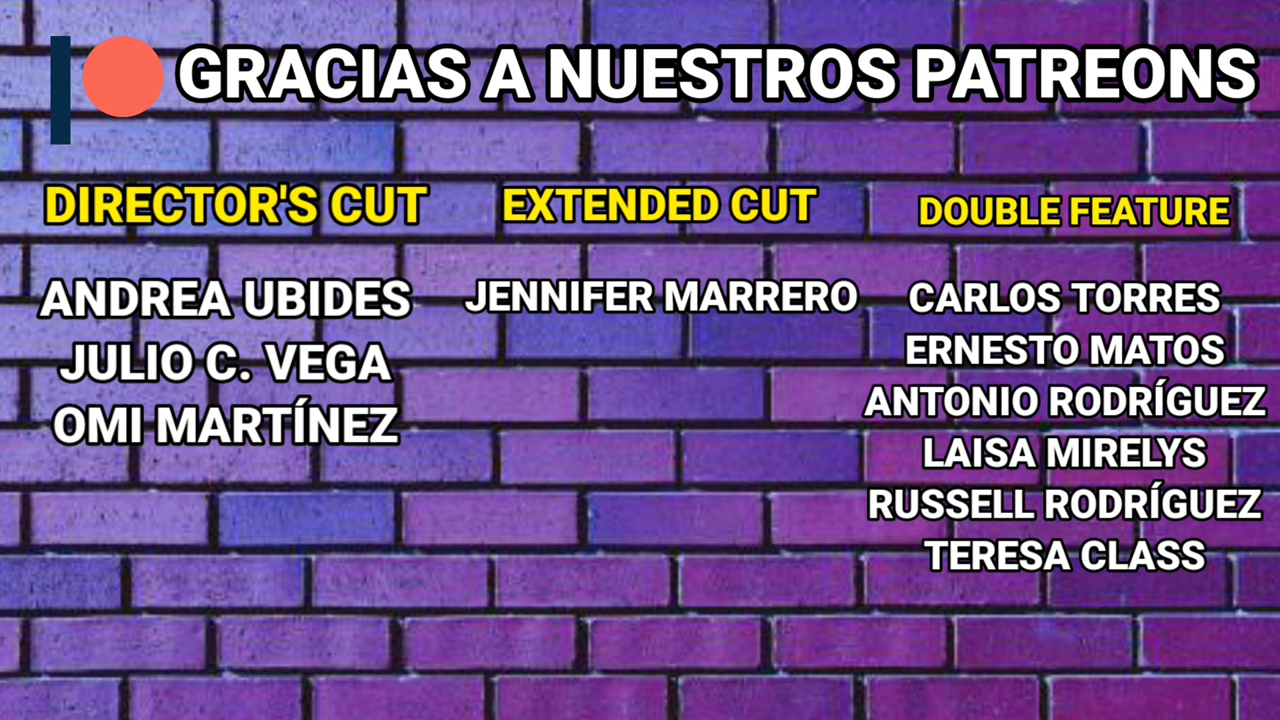 GRACIAS A NUESTROS PATREONS
DIRECTOR'S CUT
ANDREA UBIDES
JULIO C. VEGA
OMI MARTÍNEZ
EXTENDED CUT
JENNIFER MARRERO
DOUBLE FEATURE
CARLOS TORRES
ERNESTO MATOS
ANTONIO RODRÍGUEZ
LAISA MIRELYS
RUSSELL RODRÍGUEZ
TERESA CLASS